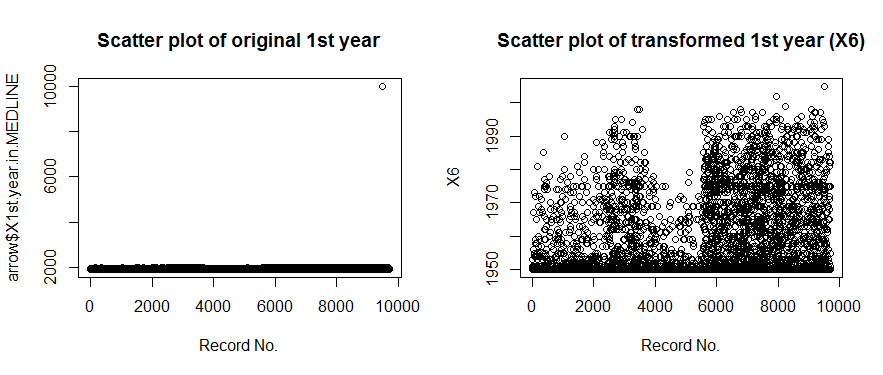 Scatter plot of original 1st year
arrow$X1st.year.in.MEDLINE
10000
6000
2000
0 2000 4000 6000 8000 10000
Record No.
Scatter plot of transformed 1st year (X6)
X6
1990
1970
1950
0 2000 4000 6000 8000 10000
Record No.